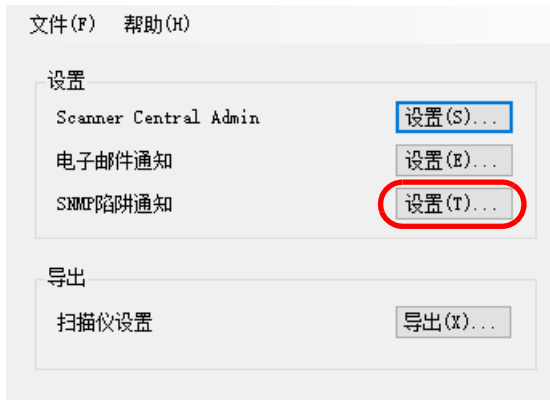 文件(F) 帮助(H)
设置
Scanner Central Admin 设置(S)...
电子邮件通知 设置(E)...
SNMP陷阱通知 设置(T)...
导出
扫描仪设置 导出(X)...